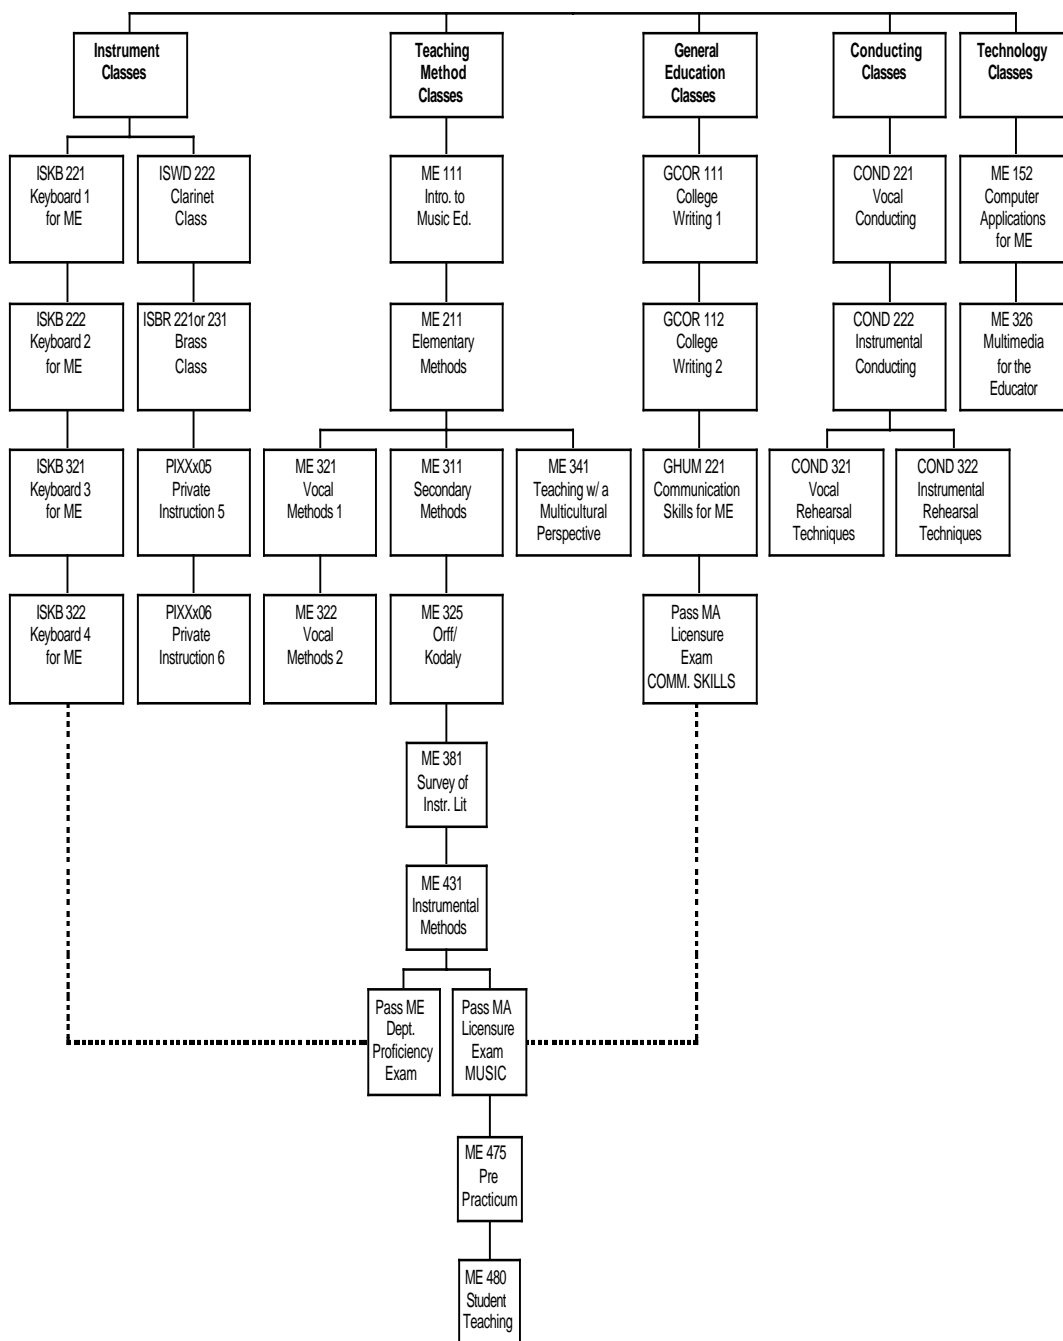 Instrument
Classes
Teaching
Method
Classes
General
Education
Classes
Conducting
Classes
Technology
Classes
ISKB 221
Keyboard 1
for ME
ISWD 222
Clarinet
Class
ME 111
Intro. to
Music Ed.
GCOR 111
College
Writing 1
COND 221
Vocal
Conducting
ME 152
Computer
Applications
for ME
ISKB 222
Keyboard 2
for ME
ISBR 221or 231
Brass
Class
ME 211
Elementary
Methods
GCOR 112
College
Writing 2
COND 222
Instrumental
Conducting
ME 326
Multimedia
for the
Educator
ISKB 321
Keyboard 3
for ME
PIXXx05
Private
Instruction 5
ME 321
Vocal
Methods 1
ME 311
Secondary
Methods
ME 341
Teaching w/ a
Multicultural
Perspective
GHUM 221
Communication
Skills for ME
COND 321
Vocal
Rehearsal
Techniques
COND 322
Instrumental
Rehearsal
Techniques
ISKB 322
Keyboard 4
for ME
PIXXx06
Private
Instruction 6
ME 322
Vocal
Methods 2
ME 325
Orff/
Kodaly
Pass MA
Licensure
Exam
COMM. SKILLS
ME 381
Survey of
Instr. Lit
ME 431
Instrumental
Methods
Pass ME
Dept.
Proficiency
Exam
Pass MA
Licensure
Exam
MUSIC
ME 475
Pre
Practicum
ME 480
Student
Teaching